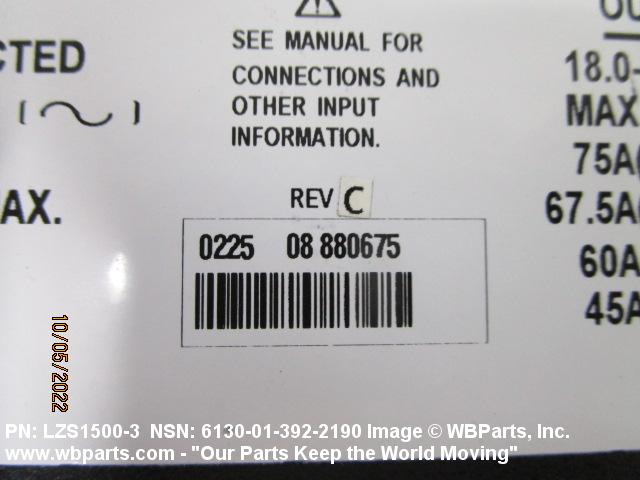 OU
SEE MANUAL FOR
CONNECTIONS AND
OTHER INPUT
INFORMATION.
CTED
18.0-
MAX
75A(
AX.
REV C
67.5A(
60A
45A
0225 08 880675
10/05/2022
PN: LZS1500-3 NSN: 6130-01-392-2190 Image © WBParts, Inc.
www.wbparts.com - "Our Parts Keep the World Moving"